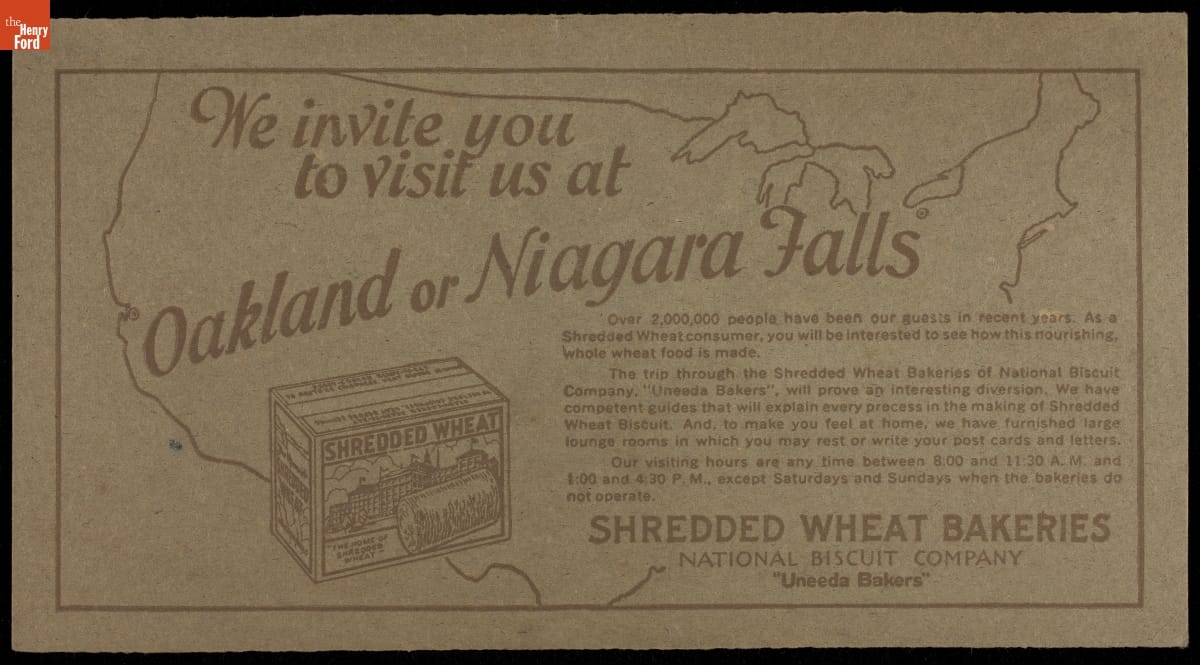 the
Henry
Ford
We invite you
to visit us at
Oakland or Niagara Falls
Over 2,000,000 people have been our guests in recent years. As a
Shredded Wheat consumer, you will be interested to see how this nourishing,
whole wheat food is made.
The trip through the Shredded Wheat Bakeries of National Biscuit
Company, "Uneeda Bakers", will prove an interesting diversion. We have
competent guides that will explain every process in the making of Shredded
Wheat Biscuit. And, to make you feel at home, we have furnished large
lounge rooms in which you may rest or write your post cards and letters.
Our visiting hours are any time between 8:00 and 11:30 A. M. and
1:00 and 4:30 P. M., except Saturdays and Sundays when the bakeries do
not operate.
SHREDDED WHEAT
"THE HOME OF
SHREDDED
WHEAT"
SHREDDED WHEAT BAKERIES
NATIONAL BISCUIT COMPANY
"Uneeda Bakers"